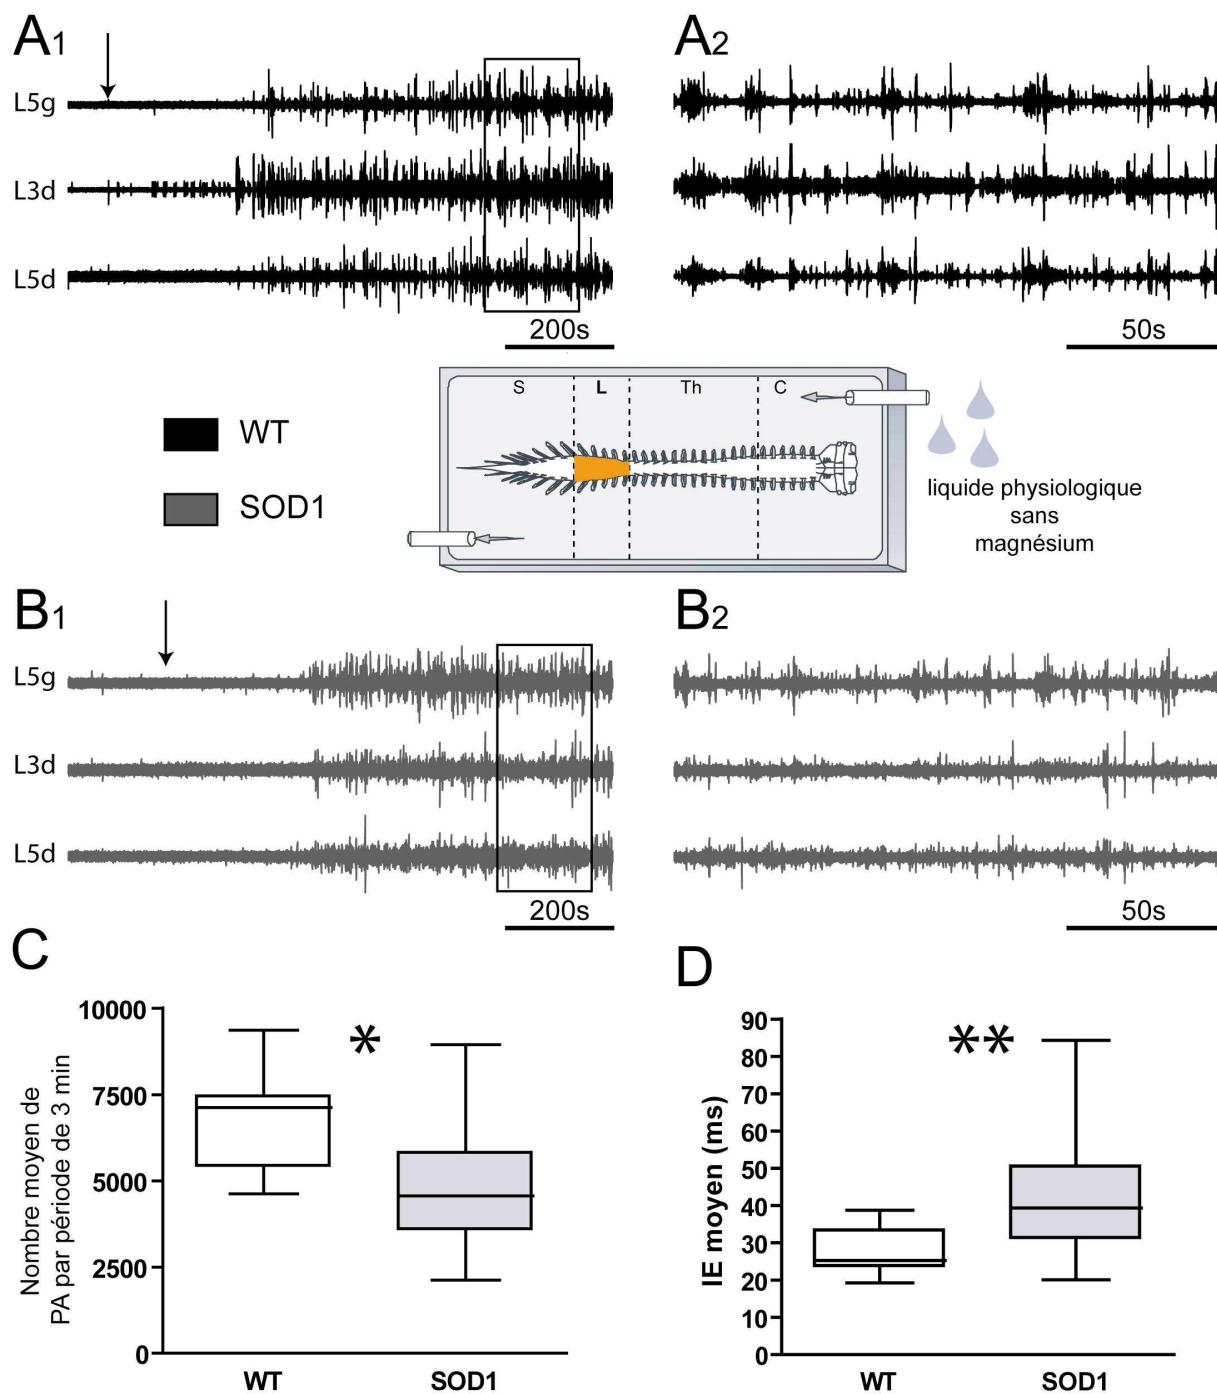 A1
L5g
L3d
L5d
200s
A2
50s
WT
SOD1
S L Th C
liquide physiologique
sans
magnésium
B1
L5g
L3d
L5d
200s
B2
50s
C
Nombre moyen de
PA par période de 3 min
10000
7500
5000
2500
0
*
WT SOD1
D
IE moyen (ms)
90
80
70
60
50
40
30
20
10
0
**
WT SOD1